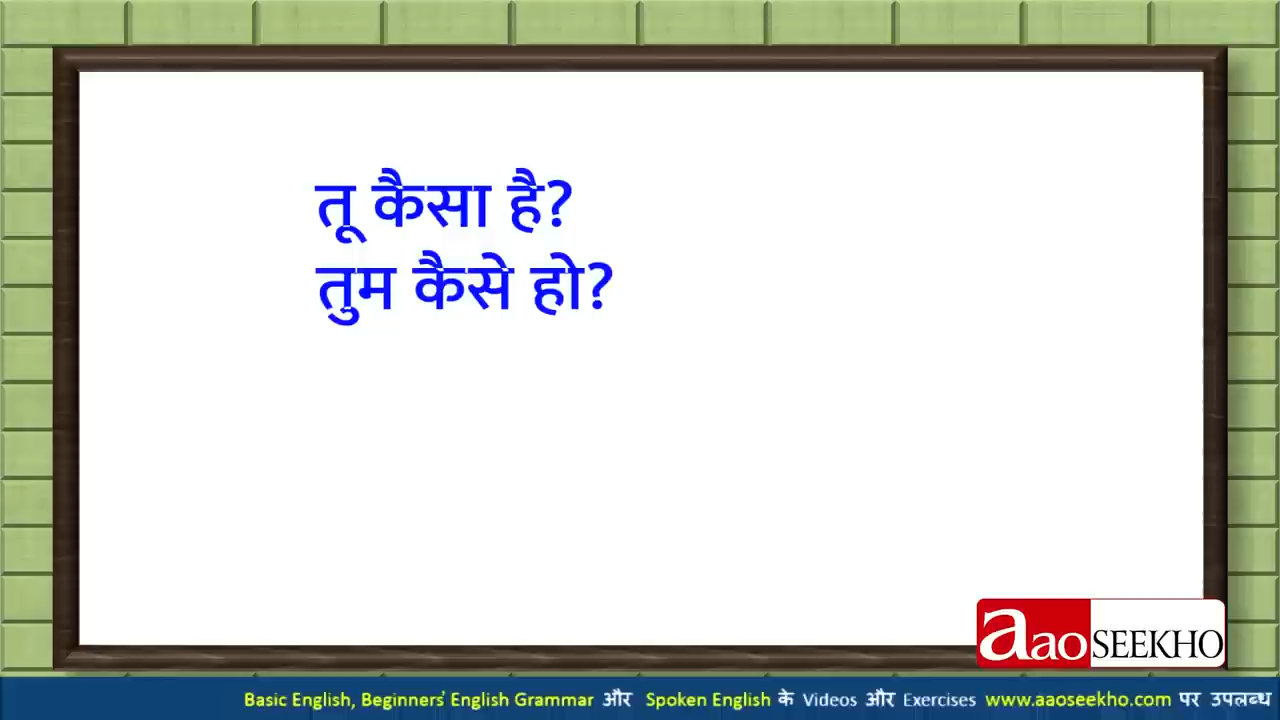 तू कैसा है?
तुम कैसे हो?
aaoSEEKHO
Basic English, Beginners' English Grammar और Spoken English के Videos और Exercises www.aaoseekho.com पर उपलब्ध